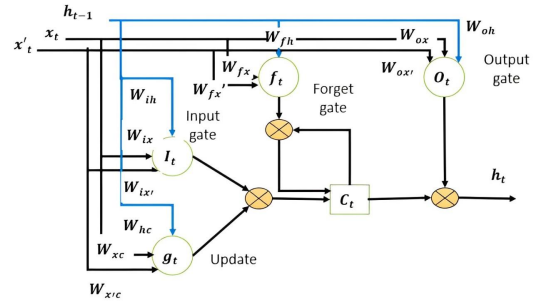 h_{t-1}
x_t
x'_t
W_{fh}
W_{ox}
W_{oh}
W_{fx}
W_{fx}'
f_t
W_{ox'}
O_t
Output
gate
W_{ih}
Input
gate
Forget
gate
W_{ix}
I_t
W_{ix'}
h_t
C_t
W_{hc}
W_{xc}
g_t
Update
W_{x'c}